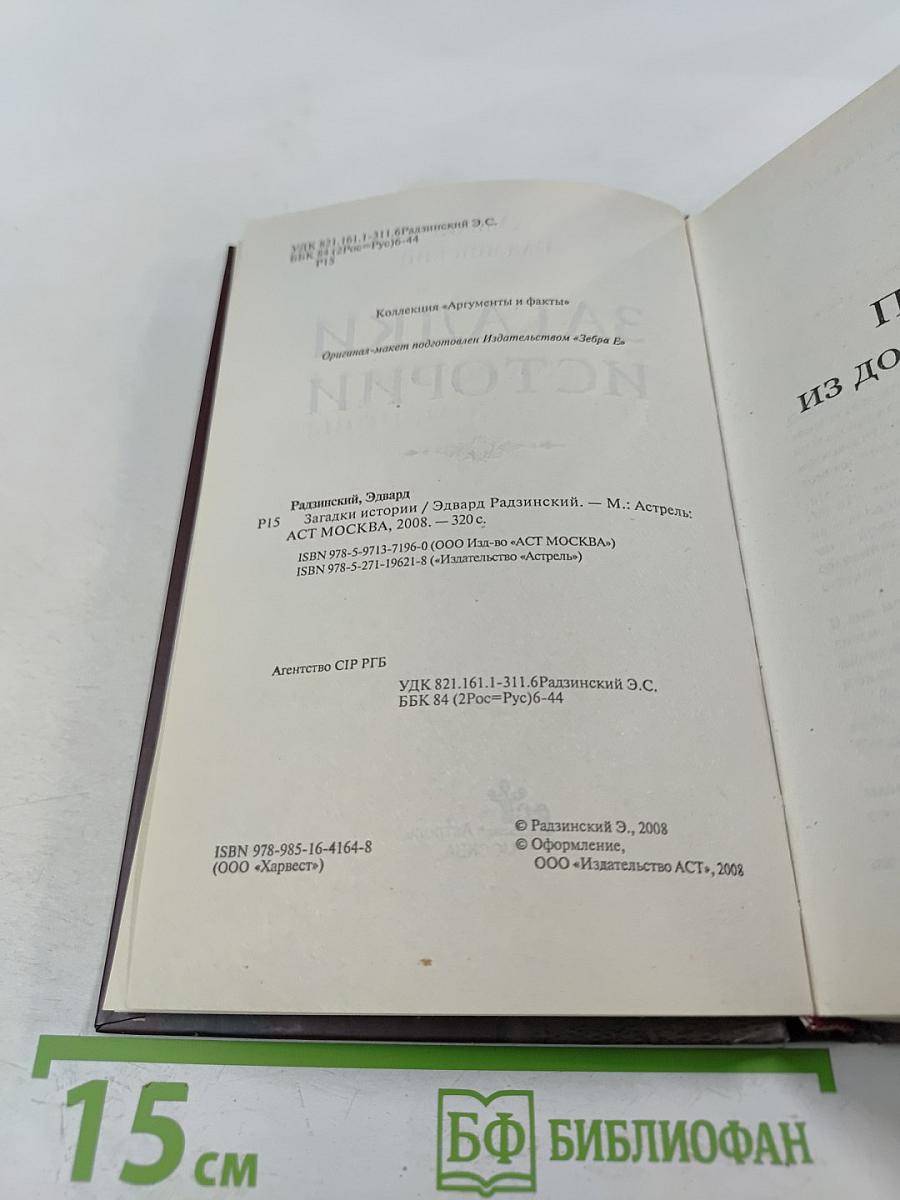 УДК 821.161.1-311.6Радзинский Э.С.
ББК 84 (2Рос=Рус)6-44
Р15
Коллекция «Аргументы и факты»
Оригинал-макет подготовлен Издательством «Зебра Е»
ЗАГАДКИ
ИСТОРИИ
Радзинский, Эдвард
Р15 Загадки истории / Эдвард Радзинский. — М.: Астрель:
АСТ МОСКВА, 2008. — 320 с.
ISBN 978-5-9713-7196-0 (ООО Изд-во «АСТ МОСКВА»)
ISBN 978-5-271-19621-8 («Издательство «Астрель»)
Агентство CIP РГБ
УДК 821.161.1-311.6Радзинский Э.С.
ББК 84 (2Рос=Рус)6-44
ISBN 978-985-16-4164-8
(ООО «Харвест»)
© Радзинский Э., 2008
© Оформление,
ООО «Издательство АСТ», 2008
ИЗ ДО
15 см
БФ БИБЛИОФАН